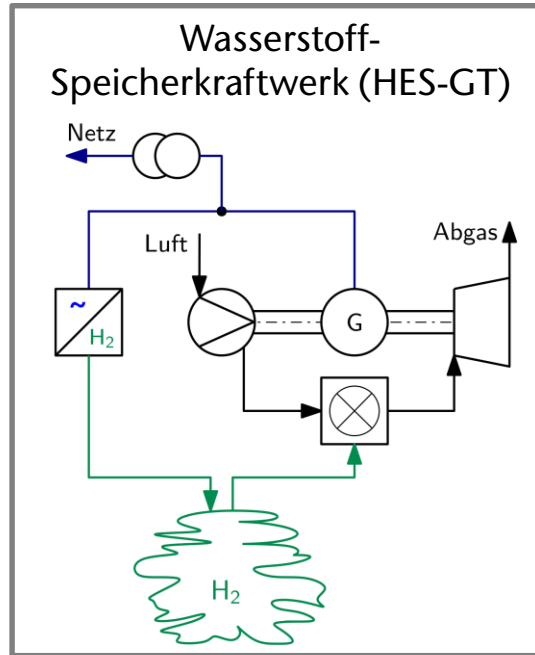 Wasserstoff-
Speicherkraftwerk (HES-GT)
Netz
Luft
Abgas
~
H₂
G
H₂